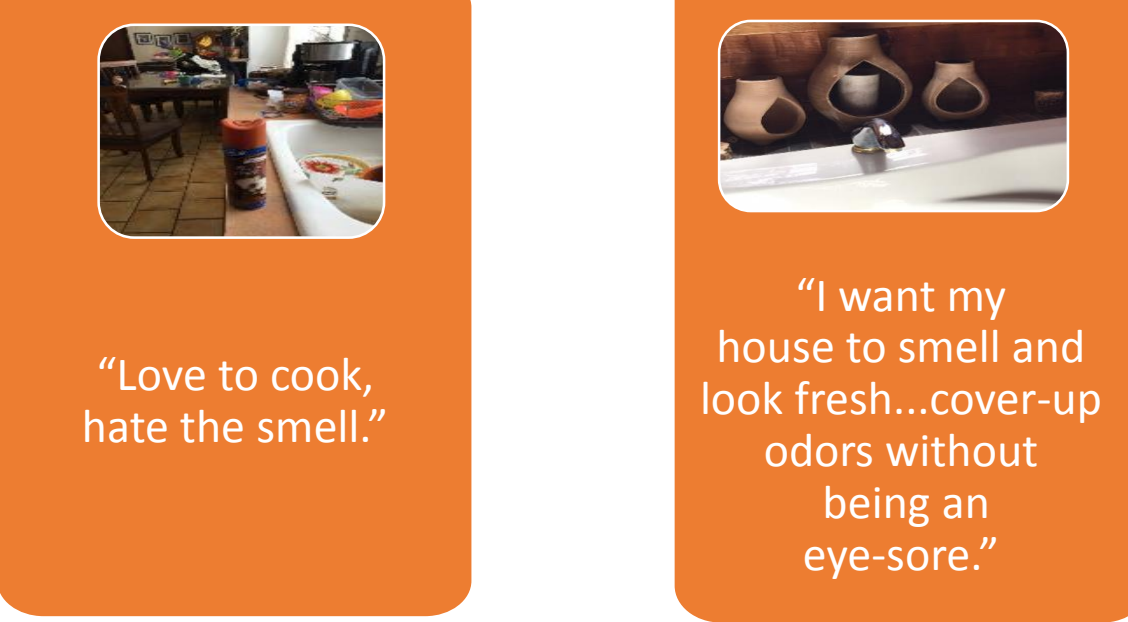 “Love to cook,
hate the smell.”
“I want my
house to smell and
look fresh...cover-up
odors without
being an
eye-sore.”